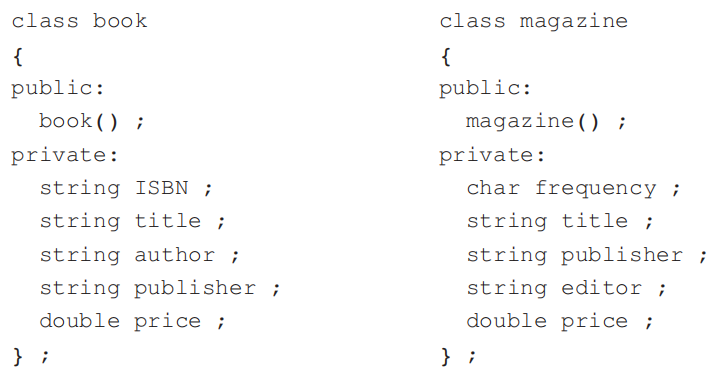 class book
{
public:
  book() ;
private:
  string ISBN ;
  string title ;
  string author ;
  string publisher ;
  double price ;
} ;
class magazine
{
public:
  magazine() ;
private:
  char frequency ;
  string title ;
  string publisher ;
  string editor ;
  double price ;
} ;